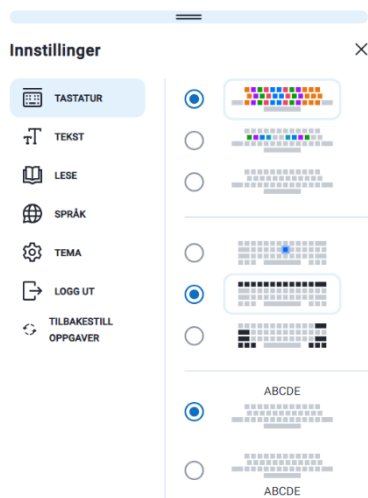 Innstillinger
TASTATUR
TEKST
LESE
SPRÅK
TEMA
LOGG UT
TILBAKESTILL
OPPGAVER
ABCDE
ABCDE